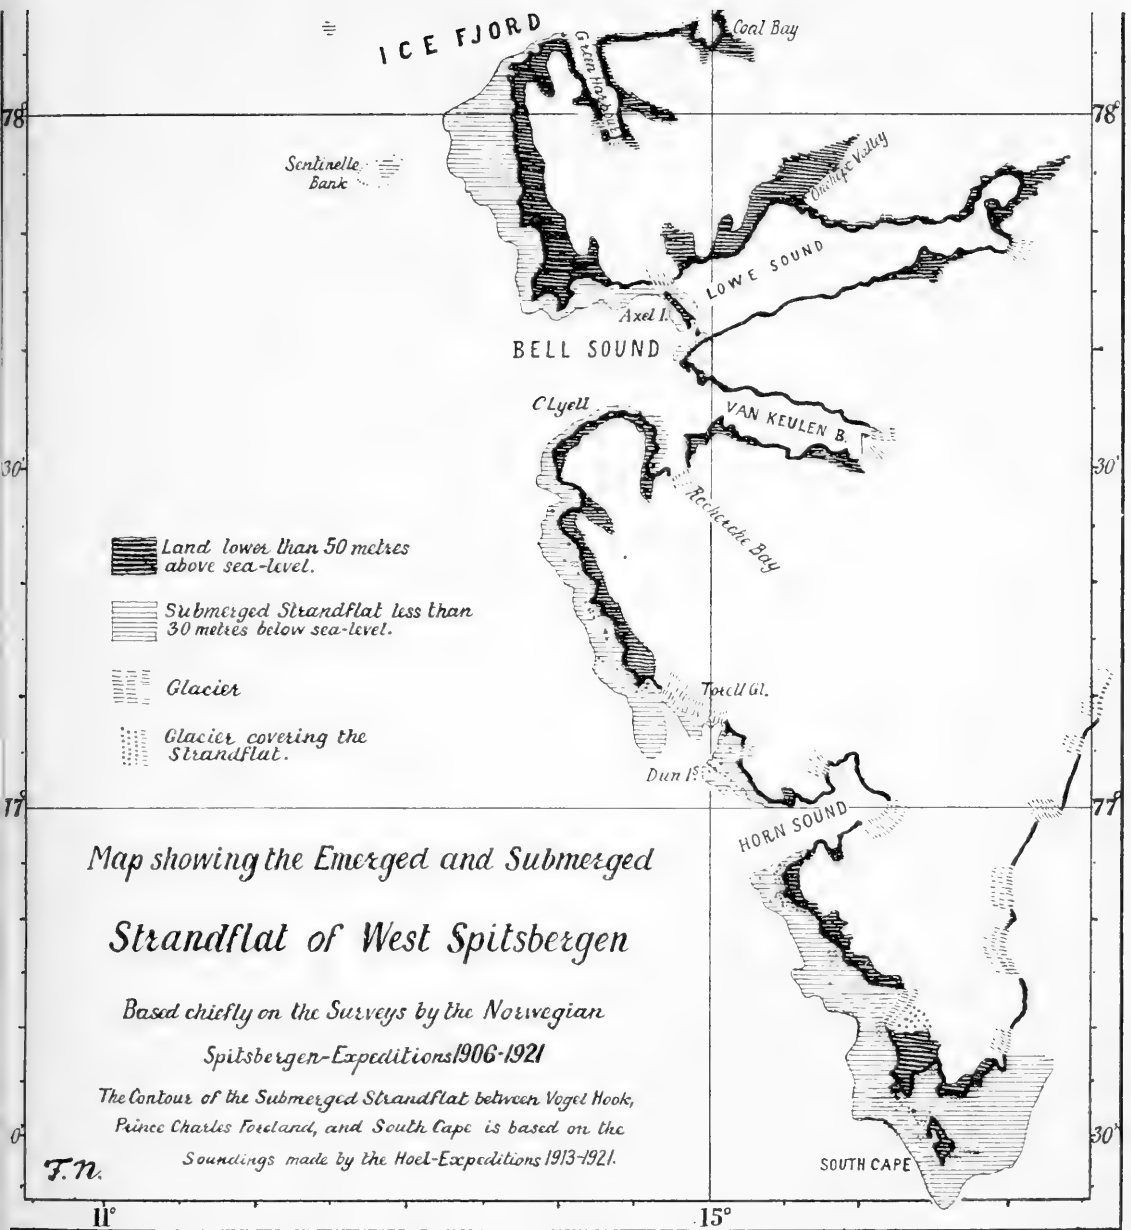 ICE FJORD
Coal Bay
Green Harbour
78°
78°
Sentinelle
Bank
Valley
LOWE SOUND
Axel I.
BELL SOUND
C Lyell
VAN KEULEN B.
30'
30'
Recherche Bay
Land lower than 50 metres
above sea-level.
Submerged Strandflat less than
30 metres below sea-level.
Glacier
Glacier covering the
Strandflat.
Torell Gl.
Dun Is.
77°
77°
HORN SOUND
Map showing the Emerged and Submerged
Strandflat of West Spitsbergen
Based chiefly on the Surveys by the Norwegian
Spitsbergen-Expeditions 1906-1921
The Contour of the Submerged Strandflat between Vogel Hook,
Prince Charles Foreland, and South Cape is based on the
Soundings made by the Hoel-Expeditions 1913-1921.
0'
30'
F.N.
SOUTH CAPE
11°
15°